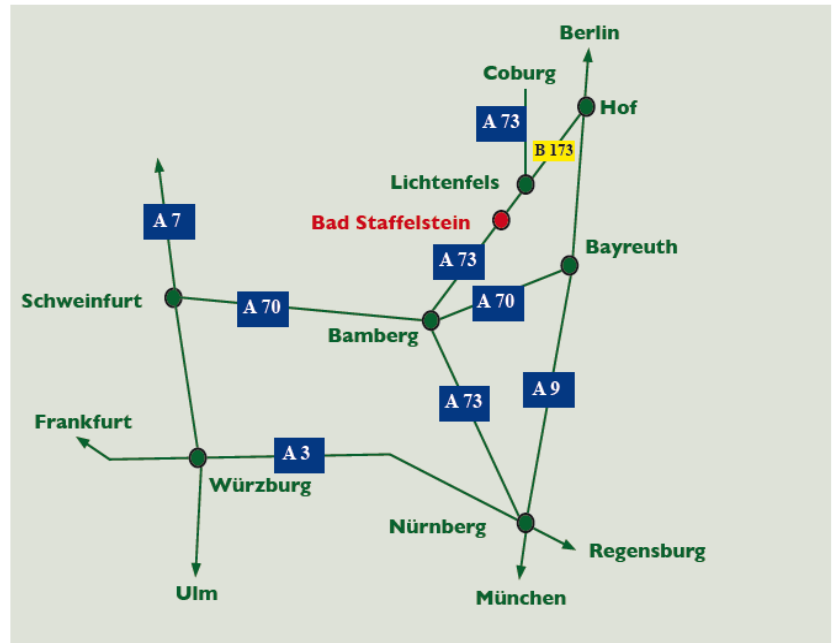 Berlin
Coburg
Hof
A 73
B 173
Lichtenfels
Bad Staffelstein
A 7
Bayreuth
A 73
Schweinfurt
A 70
A 70
Bamberg
A 9
A 73
Frankfurt
A 3
Würzburg
Nürnberg
Regensburg
Ulm
München